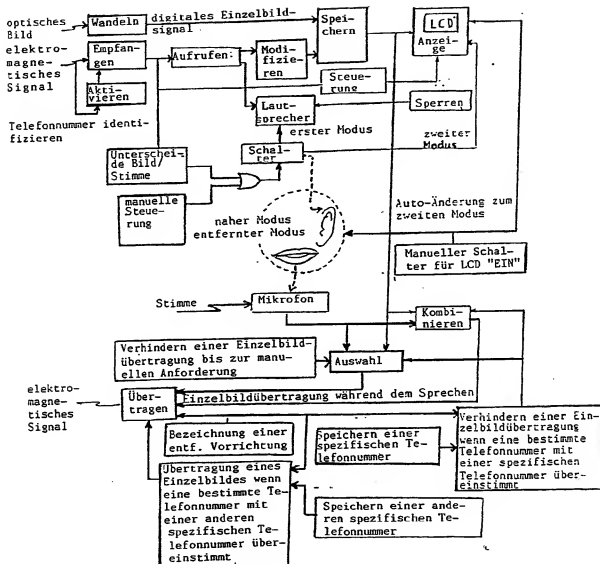 optisches
Bild
Wandeln
digitales Einzelbild-
signal
Spei-
chern
LCD
Anzei-
ge
elektro-
magne-
tisches
Signal
Empfan-
gen
Aufrufen:
Modi-
fizie-
ren
Akti-
vieren
Steue-
rung
Laut-
sprecher
Sperren
Telefonnummer identi-
fizieren
erster Modus
zweiter
Modus
Unterschei-
de Bild/
Stimme
Schal-
ter
manuelle
Steue-
rung
naher Modus
entfernter Modus
Auto-Änderung zum
zweiten Modus
Manueller Schal-
ter für LCD "EIN"
Stimme
Mikrofon
Kombi-
nieren
Verhindern einer Einzelbild-
übertragung bis zur manu-
ellen Anforderung
Auswahl
elektro-
magne-
tisches
Signal
Über-
tragen
Einzelbildübertragung während dem Sprechen
Bezeichnung einer
entf. Vorrichtung
Speichern einer
spezifischen Te-
lefonnummer
Verhindern einer Ein-
zelbildübertragung
wenn eine bestimmte
Telefonnummer mit
einer spezifischen
Telefonnummer über-
einstimmt
Übertragung eines
Einzelbildes wenn
eine bestimmte Te-
lefonnummer mit
einer anderen
spezifischen Te-
lefonnummer über-
einstimmt
Speichern einer ande-
ren spezifischen Te-
lefonnummer